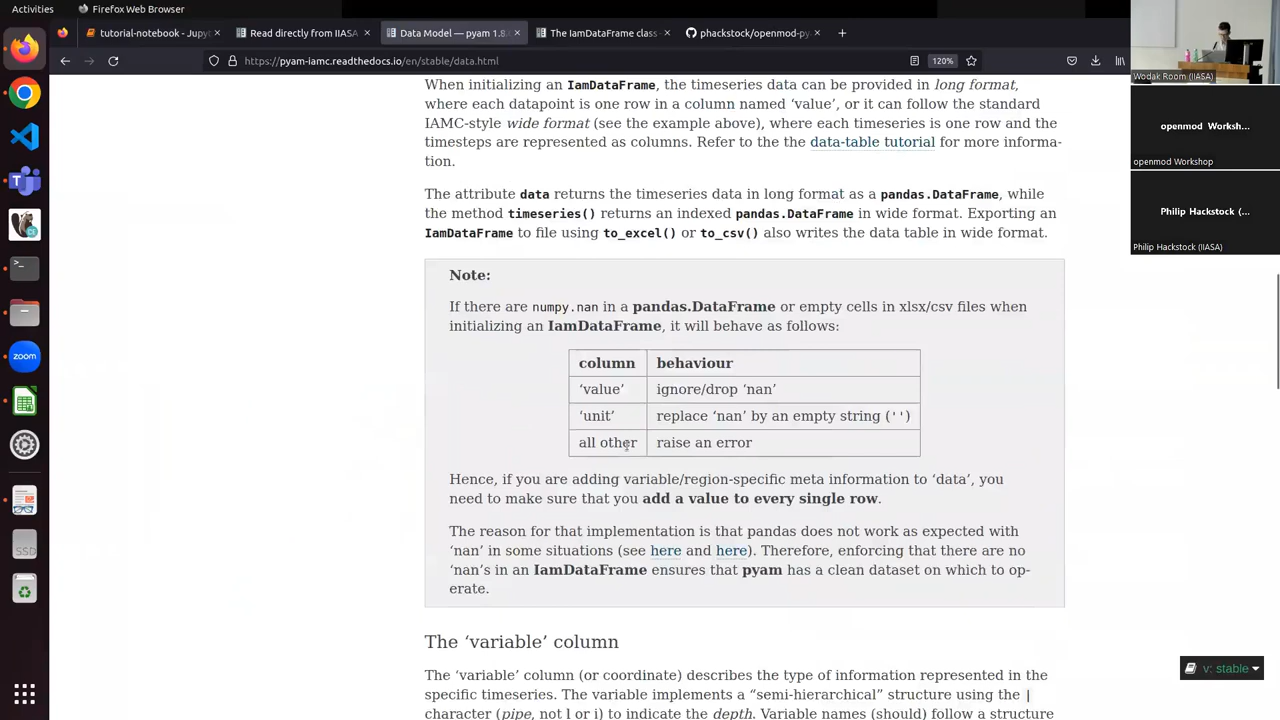 Activities
Firefox Web Browser
tutorial-notebook - Jupyt
Read directly from IIASA
Data Model — pyam 1.8.
The IamDataFrame class
phackstock/openmod-py
https://pyam-iamc.readthedocs.io/en/stable/data.html
120%
When initializing an IamDataFrame, the timeseries data can be provided in long format,
where each datapoint is one row in a column named ‘value’, or it can follow the standard
IAMC-style wide format (see the example above), where each timeseries is one row and the
timesteps are represented as columns. Refer to the the data-table tutorial for more informa-
tion.
The attribute data returns the timeseries data in long format as a pandas.DataFrame, while
the method timeseries() returns an indexed pandas.DataFrame in wide format. Exporting an
IamDataFrame to file using to_excel() or to_csv() also writes the data table in wide format.
Note:
If there are numpy.nan in a pandas.DataFrame or empty cells in xlsx/csv files when
initializing an IamDataFrame, it will behave as follows:
column behaviour
‘value’ ignore/drop ‘nan’
‘unit’ replace ‘nan’ by an empty string ('')
all other raise an error
Hence, if you are adding variable/region-specific meta information to ‘data’, you
need to make sure that you add a value to every single row.
The reason for that implementation is that pandas does not work as expected with
‘nan’ in some situations (see here and here). Therefore, enforcing that there are no
‘nan’s in an IamDataFrame ensures that pyam has a clean dataset on which to op-
erate.
The ‘variable’ column
The ‘variable’ column (or coordinate) describes the type of information represented in the
specific timeseries. The variable implements a “semi-hierarchical” structure using the |
character (pipe, not l or i) to indicate the depth. Variable names (should) follow a structure
Wodak Room (IIASA)
openmod Worksh...
openmod Workshop
Philip Hackstock (...
Philip Hackstock (IIASA)
v: stable
zoom
SSD